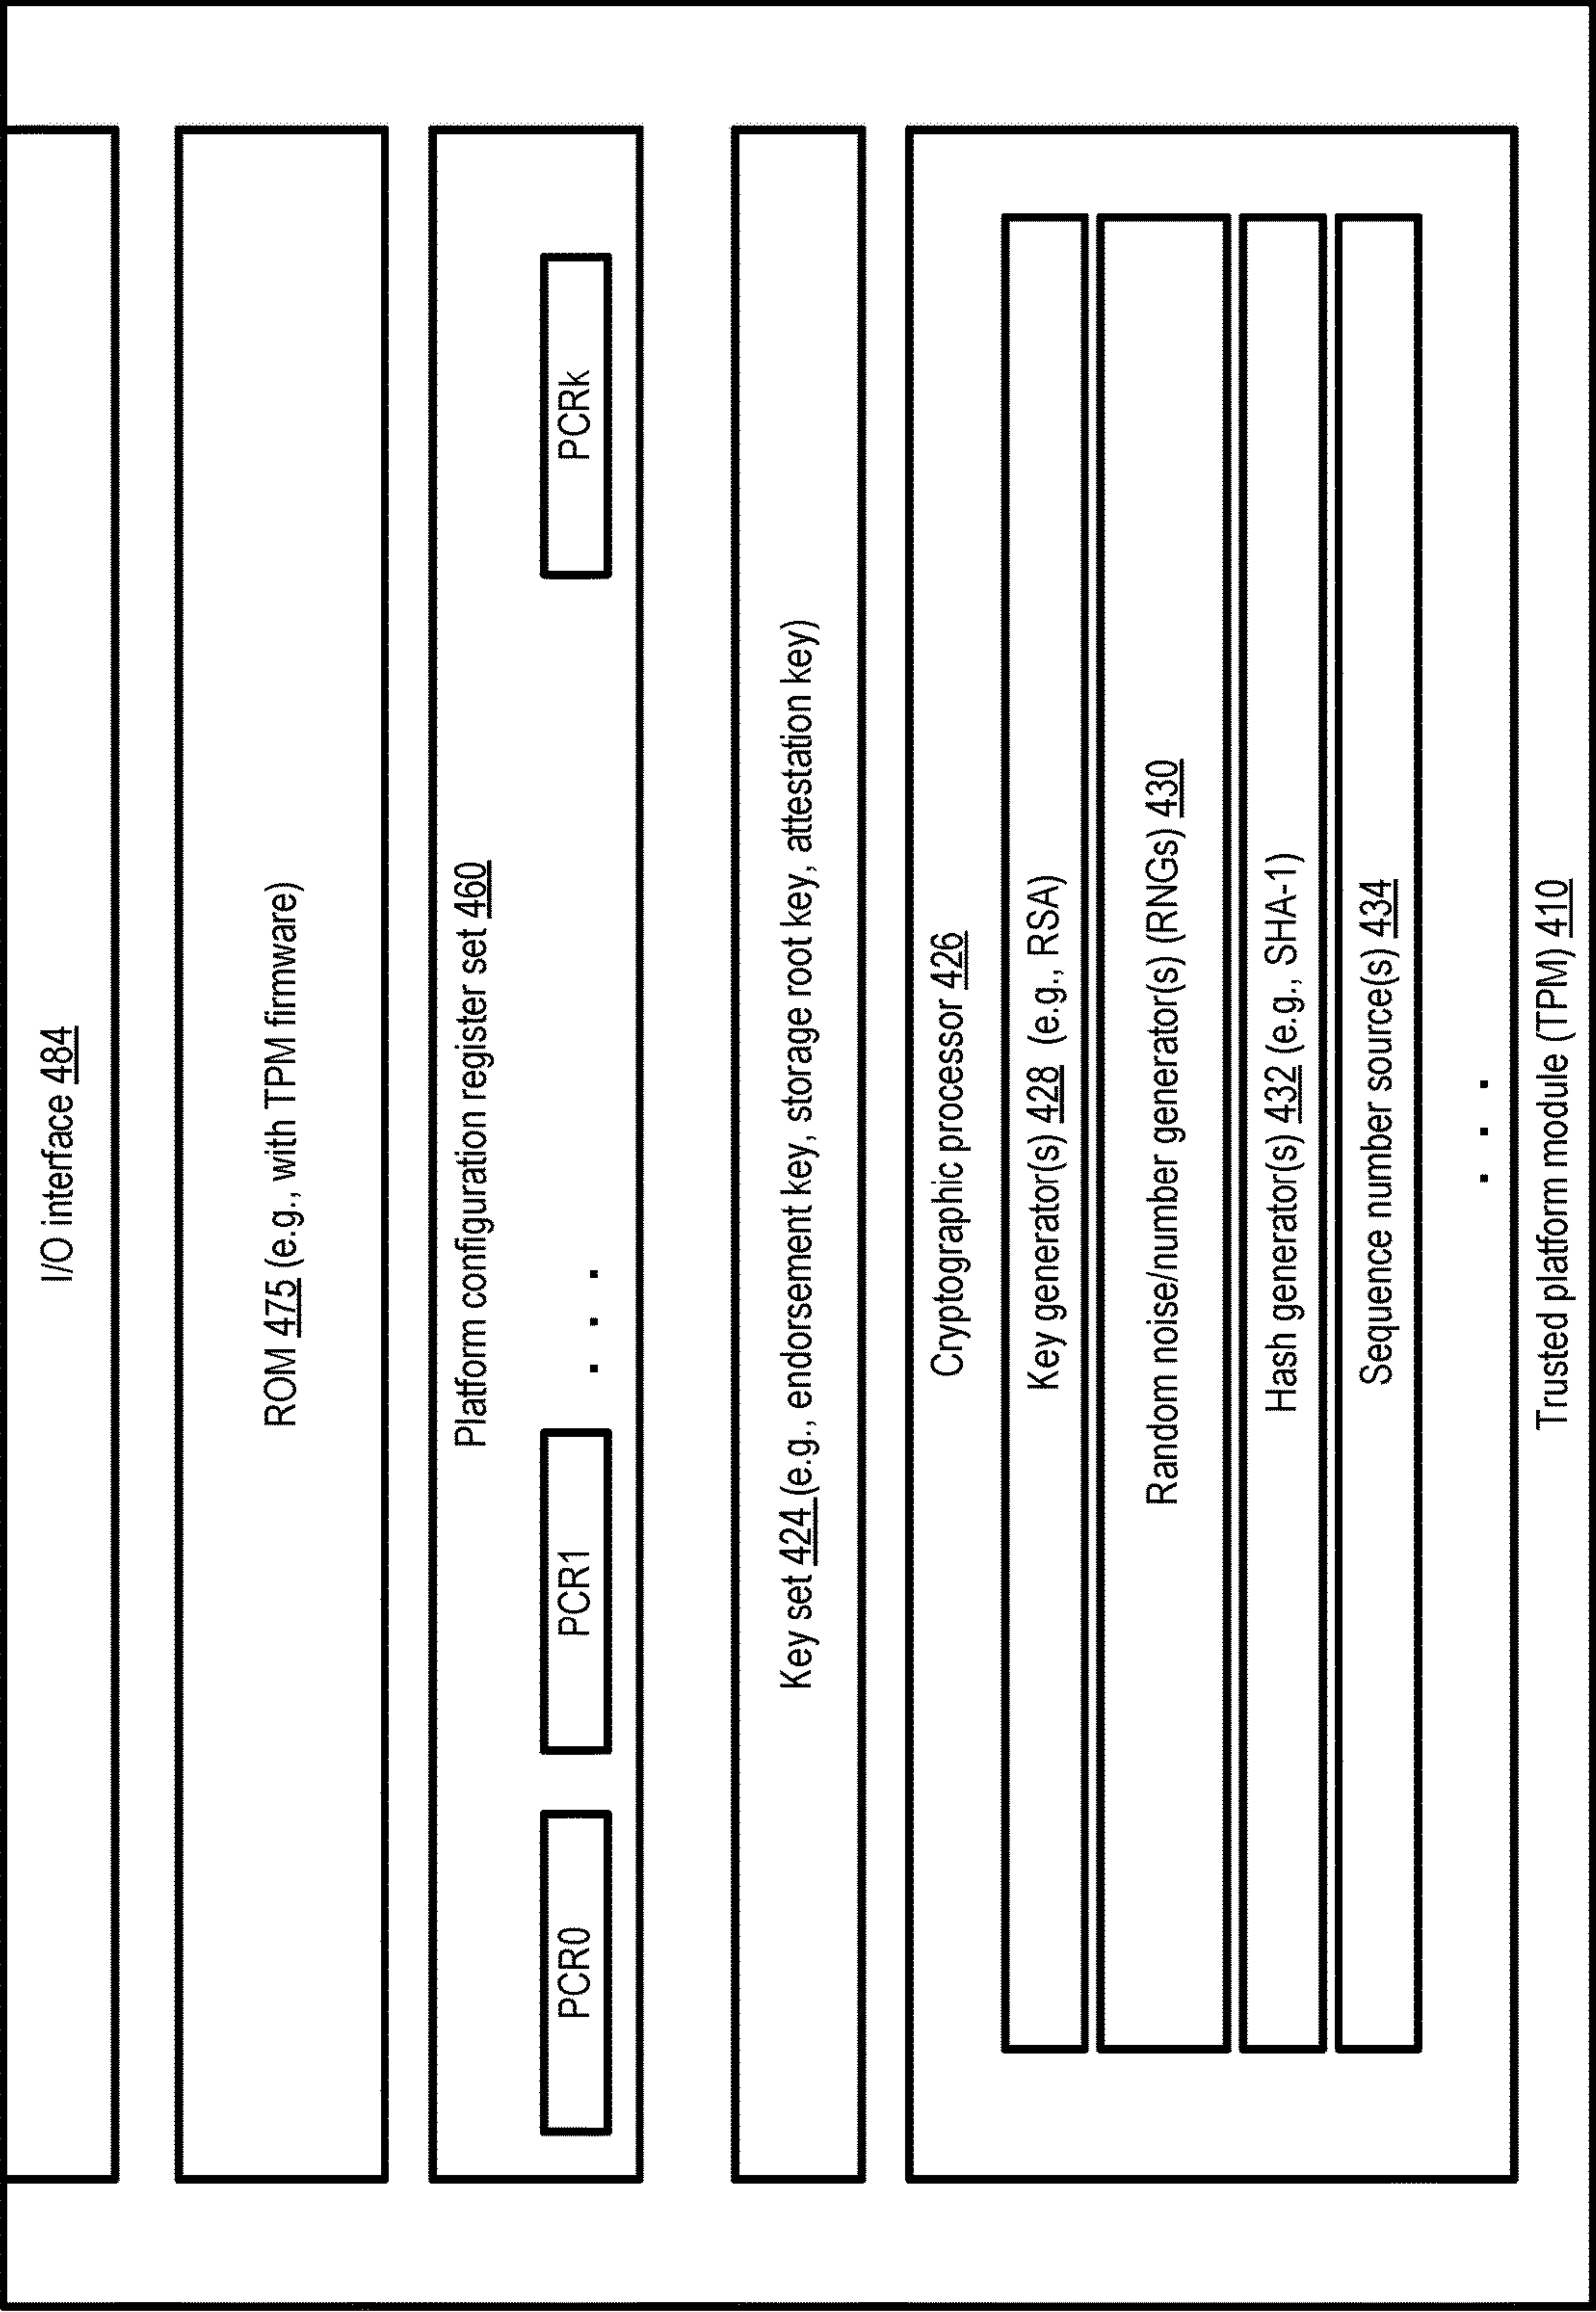 I/O interface 484
ROM 475 (e.g., with TPM firmware)
Platform configuration register set 460
PCR0
PCR1
. . .
PCRk
Key set 424 (e.g., endorsement key, storage root key, attestation key)
Cryptographic processor 426
Key generator(s) 428 (e.g., RSA)
Random noise/number generator(s) (RNGs) 430
Hash generator(s) 432 (e.g., SHA-1)
Sequence number source(s) 434
. . .
Trusted platform module (TPM) 410